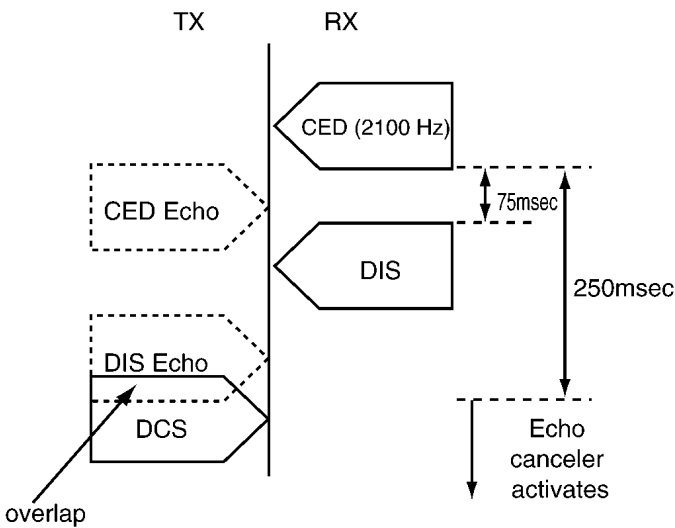 TX
RX
CED (2100 Hz)
75msec
CED Echo
DIS
250msec
DIS Echo
DCS
Echo
canceler
activates
overlap